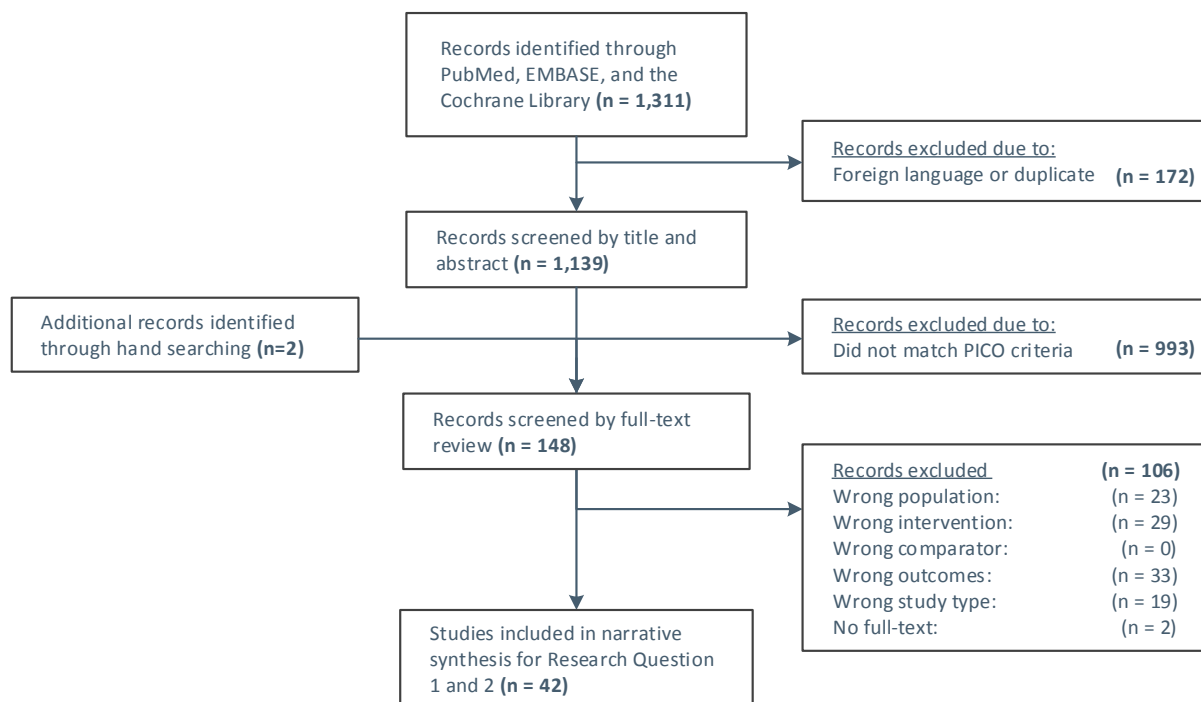 Records identified through
PubMed, EMBASE, and the
Cochrane Library (n = 1,311)
Records excluded due to:
Foreign language or duplicate (n = 172)
Records screened by title and
abstract (n = 1,139)
Additional records identified
through hand searching (n=2)
Records excluded due to:
Did not match PICO criteria (n = 993)
Records screened by full-text
review (n = 148)
Records excluded (n = 106)
Wrong population: (n = 23)
Wrong intervention: (n = 29)
Wrong comparator: (n = 0)
Wrong outcomes: (n = 33)
Wrong study type: (n = 19)
No full-text: (n = 2)
Studies included in narrative
synthesis for Research Question
1 and 2 (n = 42)